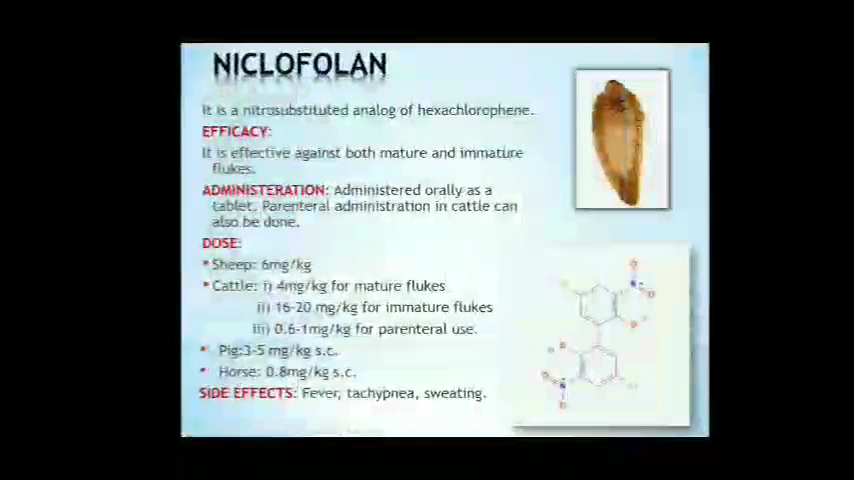 NICLOFOLAN
It is a nitrosubstituted analog of hexachlorophene.
EFFICACY:
It is effective against both mature and immature
flukes.
ADMINISTERATION: Administered orally as a
tablet. Parenteral administration in cattle can
also be done.
DOSE:
• Sheep: 6mg/kg
• Cattle: i) 4mg/kg for mature flukes
ii) 16-20 mg/kg for immature flukes
iii) 0.6-1mg/kg for parenteral use.
• Pig:3-5 mg/kg s.c.
• Horse: 0.8mg/kg s.c.
SIDE EFFECTS: Fever, tachypnea, sweating.